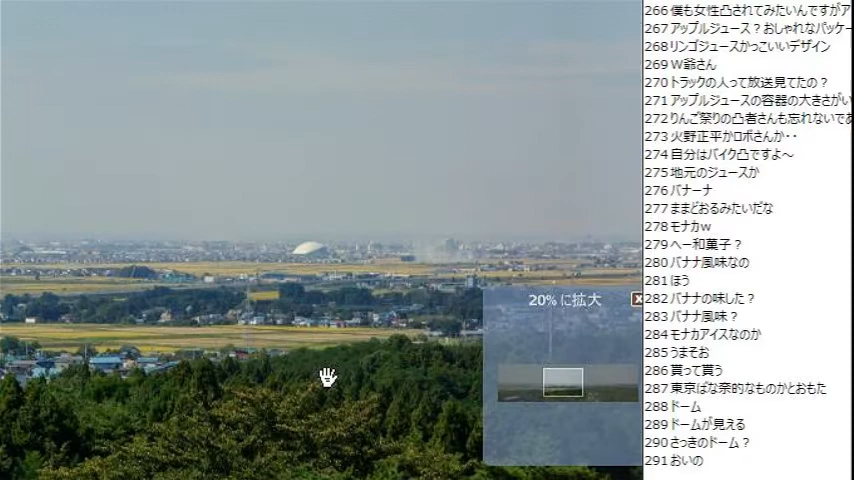 20% に拡大
266 僕も女性凸されてみたいんですがア
267 アップルジュース？おしゃれなパッケー
268 リンゴジュースかっこいいデザイン
269 W爺さん
270 トラックの人って放送見てたの？
271 アップルジュースの容器の大きさがい
272 りんご祭りの凸者さんも忘れないであ
273 火野正平かロボさんか・・
274 自分はバイク凸ですよ～
275 地元のジュースか
276 バナーナ
277 ままどおるみたいだな
278 モナカw
279 へー和菓子？
280 バナナ風味なの
281 ほう
282 バナナの味した？
283 バナナ風味？
284 モナカアイスなのか
285 うまそお
286 買って貰う
287 東京ばな奈的なものかとおもた
288 ドーム
289 ドームが見える
290 さっきのドーム？
291 おいの